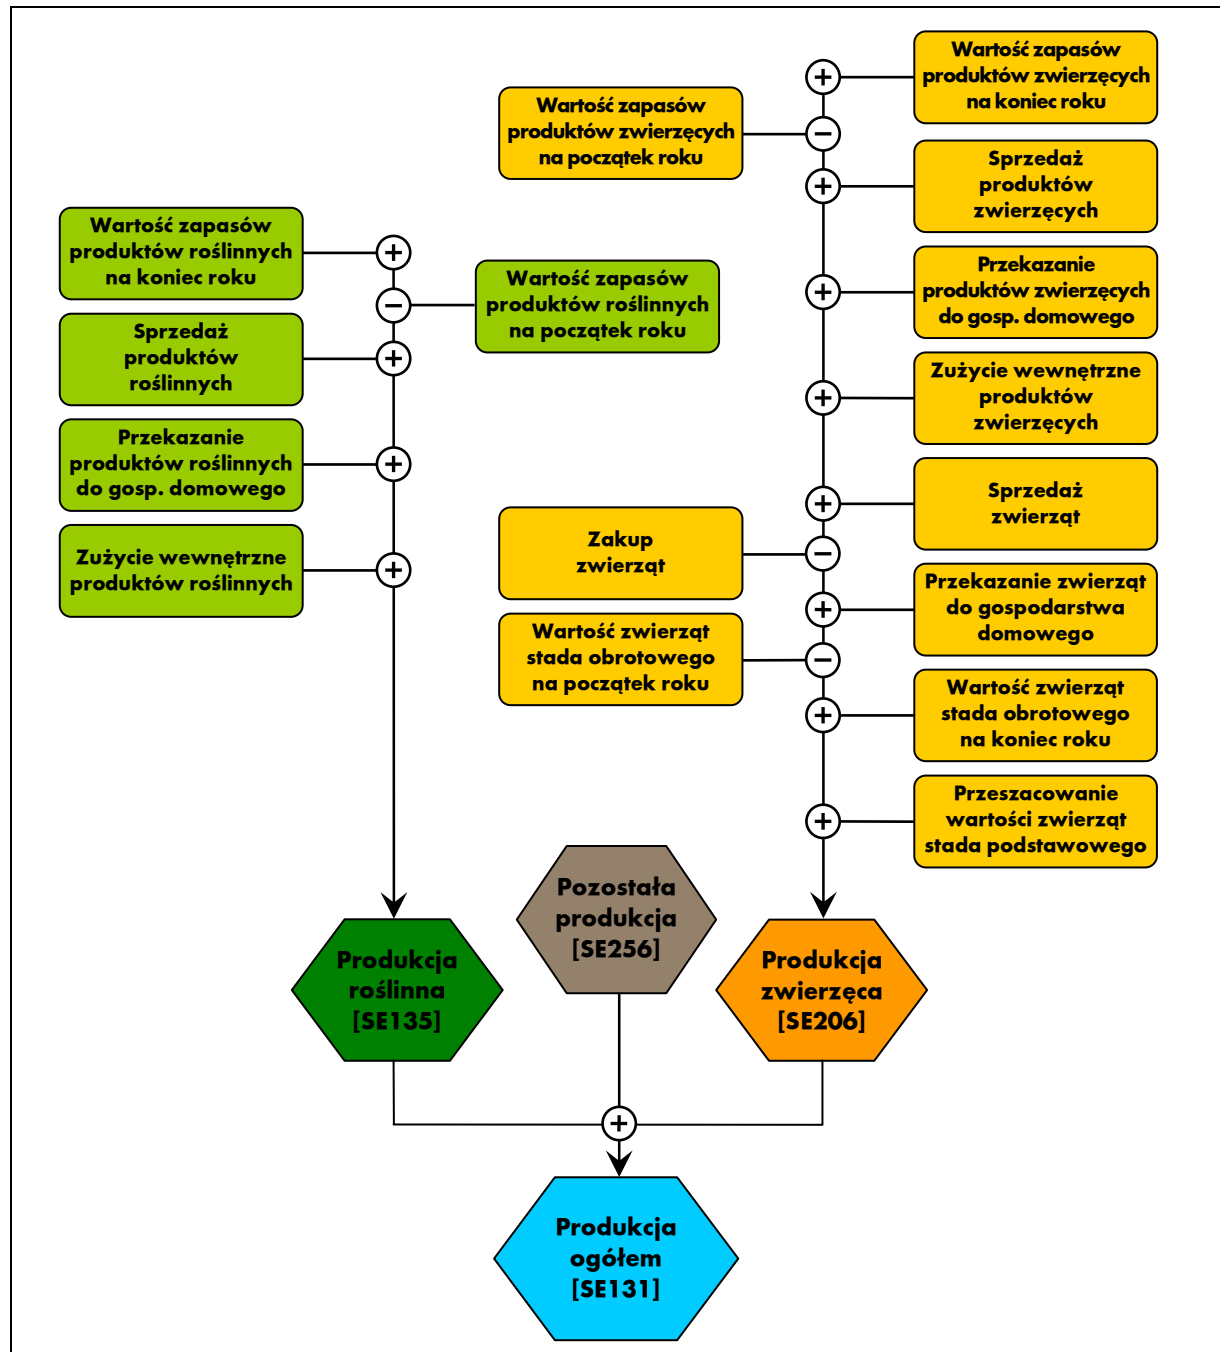 Wartość zapasów
produktów zwierzęcych
na koniec roku
Wartość zapasów
produktów zwierzęcych
na początek roku
Sprzedaż
produktów
zwierzęcych
Wartość zapasów
produktów roślinnych
na koniec roku
Przekazanie
produktów zwierzęcych
do gosp. domowego
Wartość zapasów
produktów roślinnych
na początek roku
Sprzedaż
produktów
roślinnych
Zużycie wewnętrzne
produktów
zwierzęcych
Przekazanie
produktów roślinnych
do gosp. domowego
Sprzedaż
zwierząt
Zakup
zwierząt
Zużycie wewnętrzne
produktów roślinnych
Przekazanie zwierząt
do gospodarstwa
domowego
Wartość zwierząt
stada obrotowego
na początek roku
Wartość zwierząt
stada obrotowego
na koniec roku
Przeszacowanie
wartości zwierząt
stada podstawowego
Pozostała
produkcja
[SE256]
Produkcja
roślinna
[SE135]
Produkcja
zwierzęca
[SE206]
Produkcja
ogółem
[SE131]